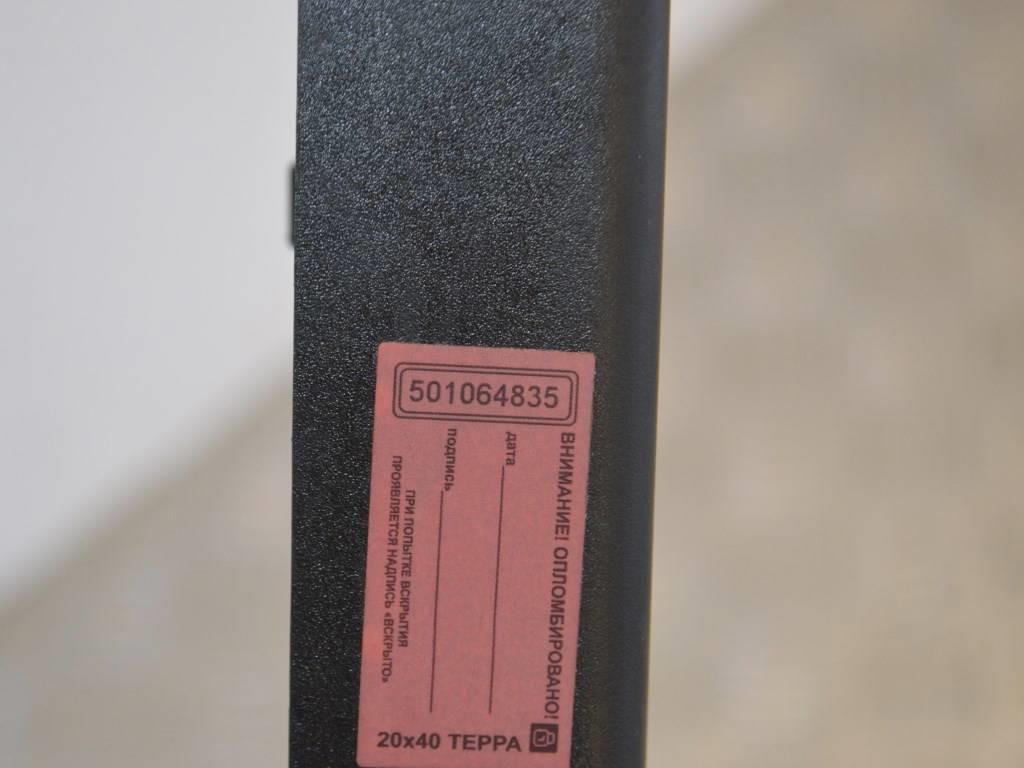 501064835
ВНИМАНИЕ! ОПЛОМБИРОВАНО!
дата
подпись
ПРИ ПОПЫТКЕ ВСКРЫТИЯ
ПРОЯВЛЯЕТСЯ НАДПИСЬ «ВСКРЫТО»
20x40 ТЕРРА